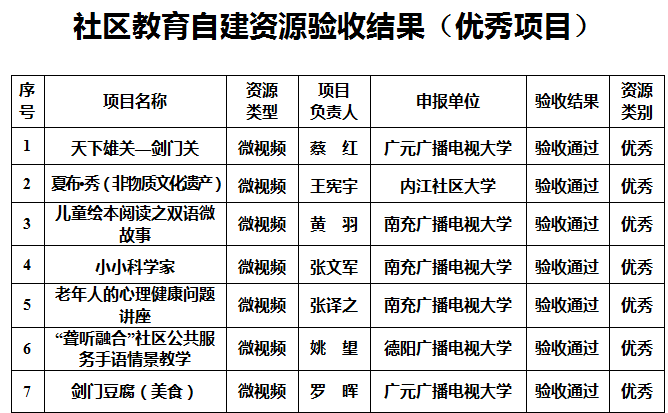 社区教育自建资源验收结果（优秀项目）
序号 项目名称 资源类型 项目负责人 申报单位 验收结果 资源类别
1 天下雄关—剑门关 微视频 蔡 红 广元广播电视大学 验收通过 优秀
2 夏布•秀（非物质文化遗产） 微视频 王宪宇 内江社区大学 验收通过 优秀
3 儿童绘本阅读之双语微故事 微视频 黄 羽 南充广播电视大学 验收通过 优秀
4 小小科学家 微视频 张文军 南充广播电视大学 验收通过 优秀
5 老年人的心理健康问题讲座 微视频 张译之 南充广播电视大学 验收通过 优秀
6 “聋听融合”社区公共服务手语情景教学 微视频 姚 望 德阳广播电视大学 验收通过 优秀
7 剑门豆腐（美食） 微视频 罗 晖 广元广播电视大学 验收通过 优秀